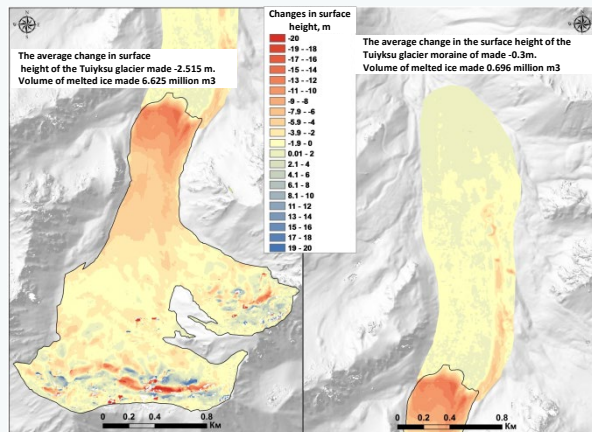 The average change in surface
height of the Tuiyksu glacier made -2.515 m.
Volume of melted ice made 6.625 million m3
Changes in surface
height, m
-20
-19 - -18
-17 - -16
-15 - -14
-13 - -12
-11 - -10
-9 - -8
-7.9 - -6
-5.9 - -4
-3.9 - -2
-1.9 - 0
0.01 - 2
2.1 - 4
4.1 - 6
6.1 - 8
8.1 - 10
11 - 12
13 - 14
15 - 16
17 - 18
19 - 20
The average change in the surface height of the
Tuiyksu glacier moraine of made -0.3m.
Volume of melted ice made 0.696 million m3
N
N
0 0.2 0.4 0.8
Км
0 0.2 0.4 0.8
Км